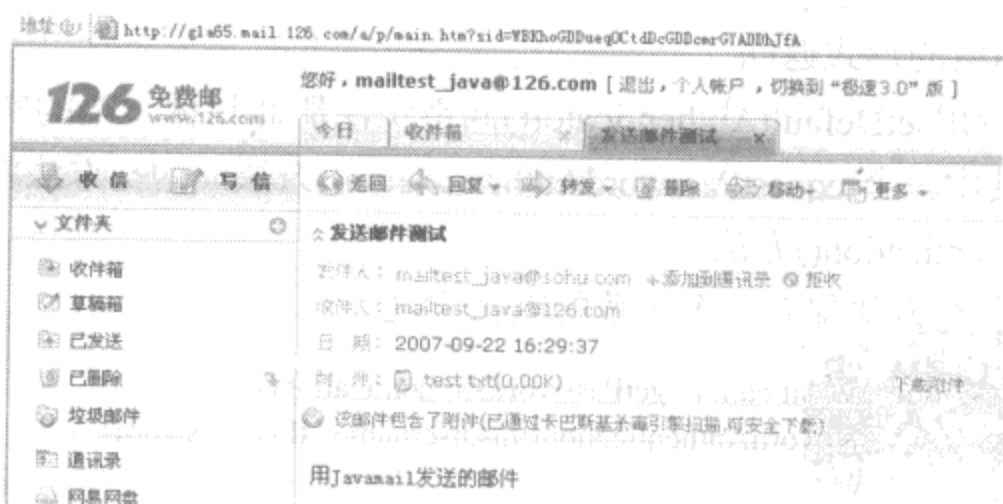 地址(D) http://g1a65.mail.126.com/a/p/main.htm?sid=
126 免费邮 www.126.com
您好，mailtest_java@126.com [ 退出，个人帐户，切换到“极速3.0”版 ]
今日 收件箱 × 发送邮件测试 ×
收信 写信
返回 回复 转发 删除 移动 更多
文件夹
发送邮件测试
收件箱
发件人：mailtest_java@sohu.com +添加到通讯录 拒收
草稿箱
收件人：mailtest_java@126.com
已发送
日 期：2007-09-22 16:29:37
已删除
附 件：test.txt(0.00K) 下载附件
垃圾邮件
该邮件包含了附件(已通过卡巴斯基杀毒引擎扫描,可安全下载)
通讯录
用Javamail发送的邮件
网易网盘